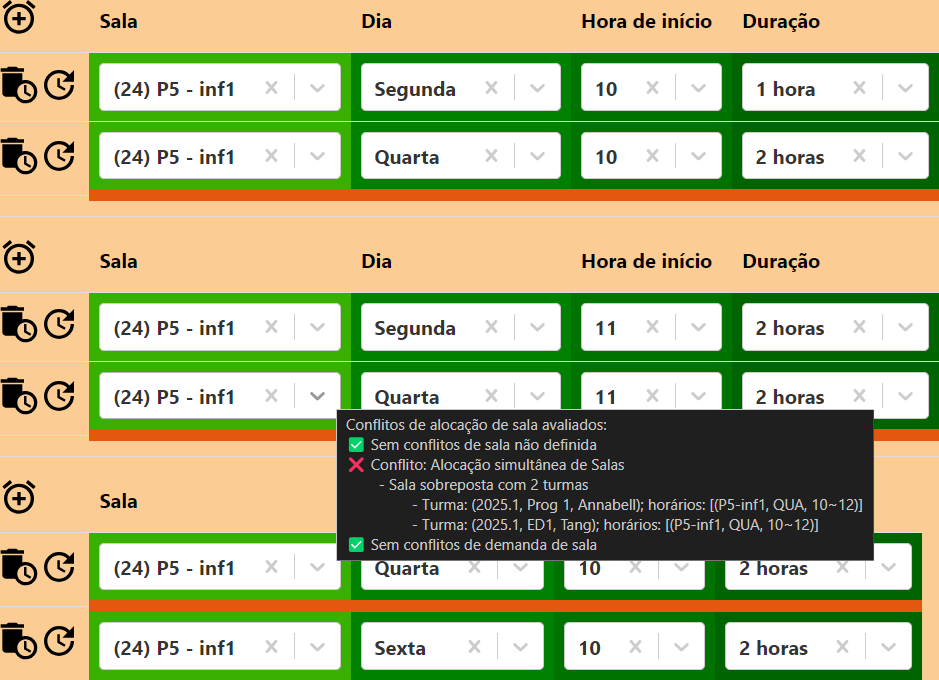 Sala Dia Hora de início Duração
(24) P5 - inf1 Segunda 10 1 hora
(24) P5 - inf1 Quarta 10 2 horas
Sala Dia Hora de início Duração
(24) P5 - inf1 Segunda 11 2 horas
(24) P5 - inf1 Quarta 11 2 horas
Conflitos de alocação de sala avaliados:
✅ Sem conflitos de sala não definida
❌ Conflito: Alocação simultânea de Salas
- Sala sobreposta com 2 turmas
- Turma: (2025.1, Prog 1, Annabell); horários: [(P5-inf1, QUA, 10~12)]
- Turma: (2025.1, ED1, Tang); horários: [(P5-inf1, QUA, 10~12)]
✅ Sem conflitos de demanda de sala
Sala
(24) P5 - inf1 Quarta 10 2 horas
(24) P5 - inf1 Sexta 10 2 horas